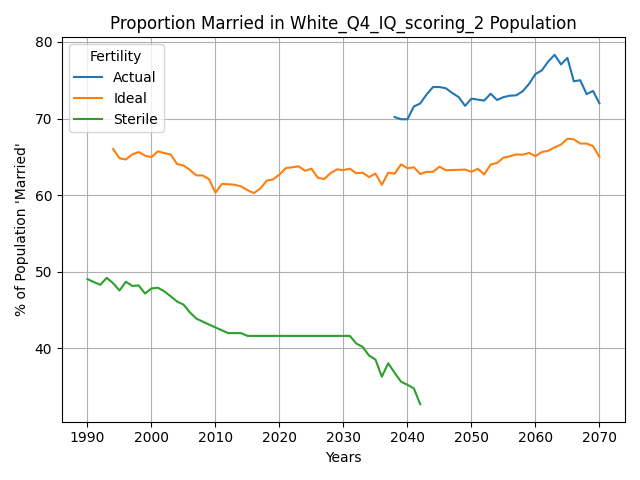 Proportion Married in White_Q4_IQ_scoring_2 Population
% of Population 'Married'
80
70
60
50
40
Fertility
Actual
Ideal
Sterile
1990 2000 2010 2020 2030 2040 2050 2060 2070
Years